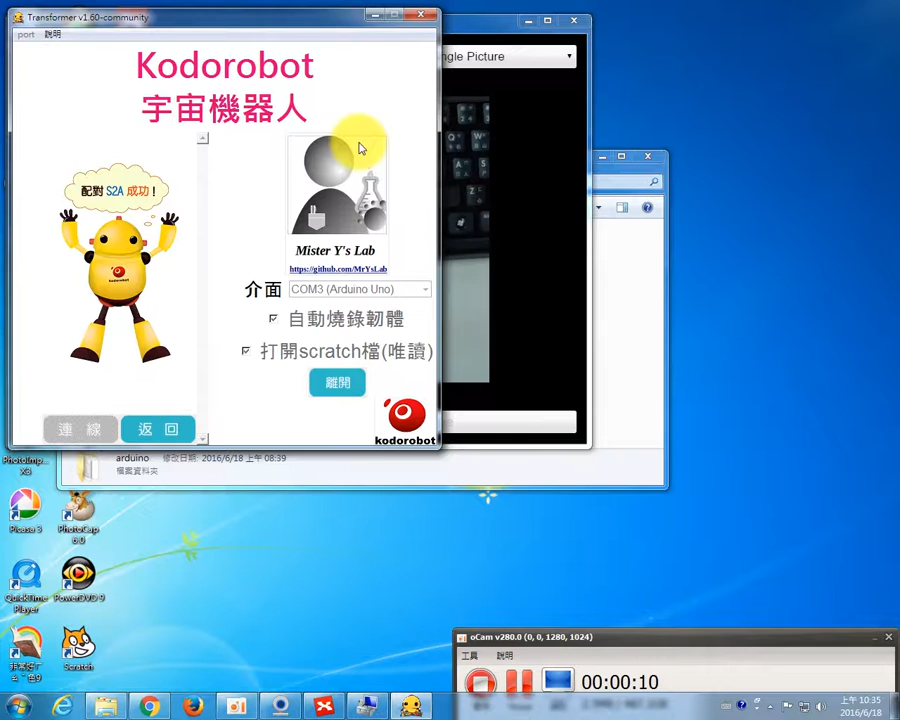 Transformer v1.60-community
port 說明
Kodorobot
宇宙機器人
配對 S2A 成功！
kodorobot
Mister Y's Lab
https://github.com/MrYsLab
介面 COM3 (Arduino Uno)
自動燒錄韌體
打開scratch檔(唯讀)
離開
連 線
返 回
kodorobot
ngle Picture
arduino 修改日期: 2016/6/18 上午 08:39
檔案資料夾
PhotoImp...
X3
Picasa 3
PhotoCap
6.0
QuickTime
Player
PowerDVD 9
Scratch
oCam v280.0 (0, 0, 1280, 1024)
工具 說明
00:00:10
上午 10:35
2016/6/18